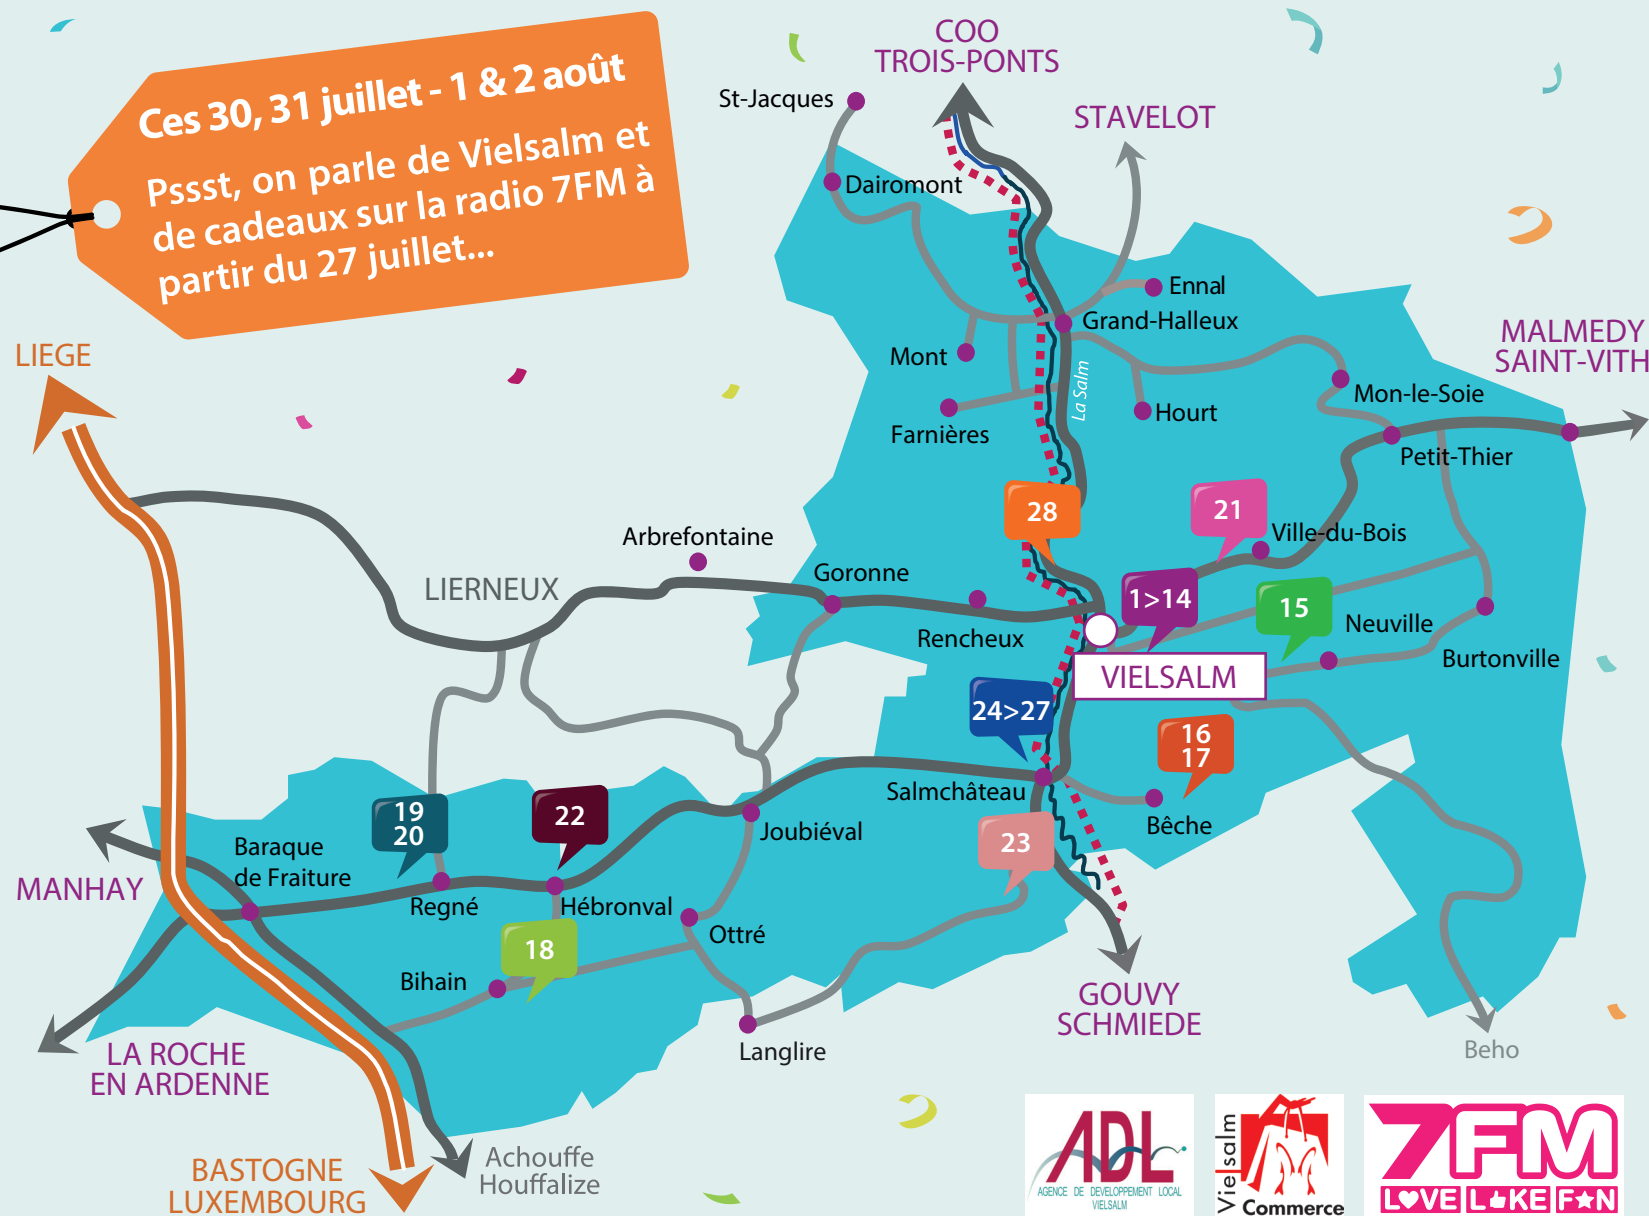 Ces 30, 31 juillet - 1 & 2 août
Pssst, on parle de Vielsalm et
de cadeaux sur la radio 7FM à
partir du 27 juillet...
COO
TROIS-PONTS
St-Jacques
STAVELOT
Dairomont
Ennal
Grand-Halleux
MALMEDY
SAINT-VITH
LIEGE
Mont
La Salm
Mon-le-Soie
Farnières
Hourt
Petit-Thier
28
21
Ville-du-Bois
Arbrefontaine
Goronne
LIERNEUX
1>14
15
Neuville
Rencheux
Burtonville
VIELSALM
24>27
16
17
Salmchâteau
Bêche
19
20
22
Joubiéval
23
Baraque
de Fraiture
MANHAY
Regné
Hébronval
Ottré
18
Bihain
GOUVY
SCHMIEDE
Langlire
Beho
LA ROCHE
EN ARDENNE
BASTOGNE
LUXEMBOURG
Achouffe
Houffalize
ADL
AGENCE DE DEVELOPPEMENT LOCAL
VIELSALM
Vielsalm
Commerce
7FM
L♥VE L👍KE F★N